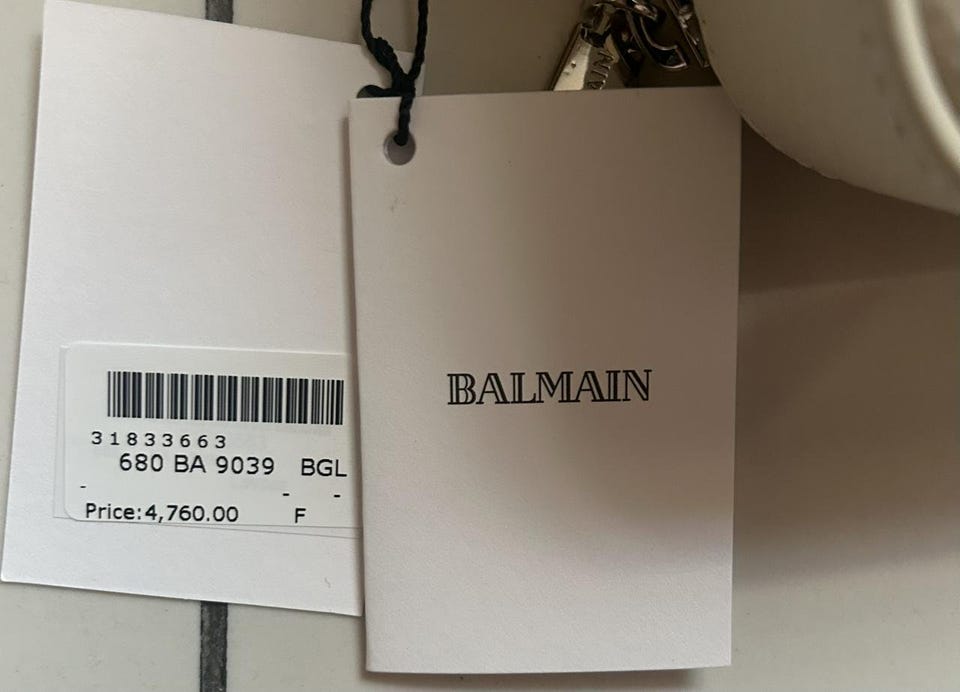 31833663
680 BA 9039 BGL
- - -
Price:4,760.00 F
BALMAIN